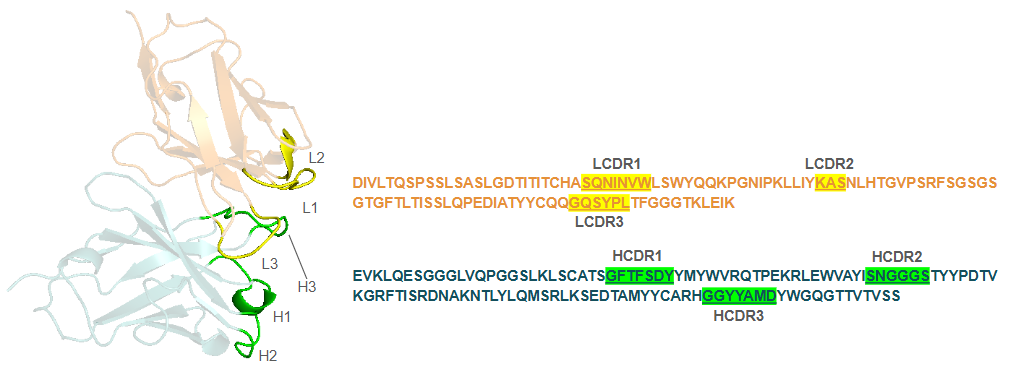 L2
L1
L3
H3
H1
H2
LCDR1 LCDR2
DIVLTQSPSSLSASLGDTITITCHASQNINVWLSWYQQKPGNIPKLLIYKASNLHTGVPSRFSGSGS
GTGFTLTISSLQPEDIATYYCQQGQSYPLTFGGGTKLEIK
LCDR3
HCDR1 HCDR2
EVKLQESGGGLVQPGGSLKLSCATSGFTFSDYYMYWVRQTPEKRLEWVAYISNGGGSTYYPDTV
KGRFTISRDNAKNTLYLQMSRLKSEDTAMYYCARHGGYYAMDYWGQGTTVTVSS
HCDR3